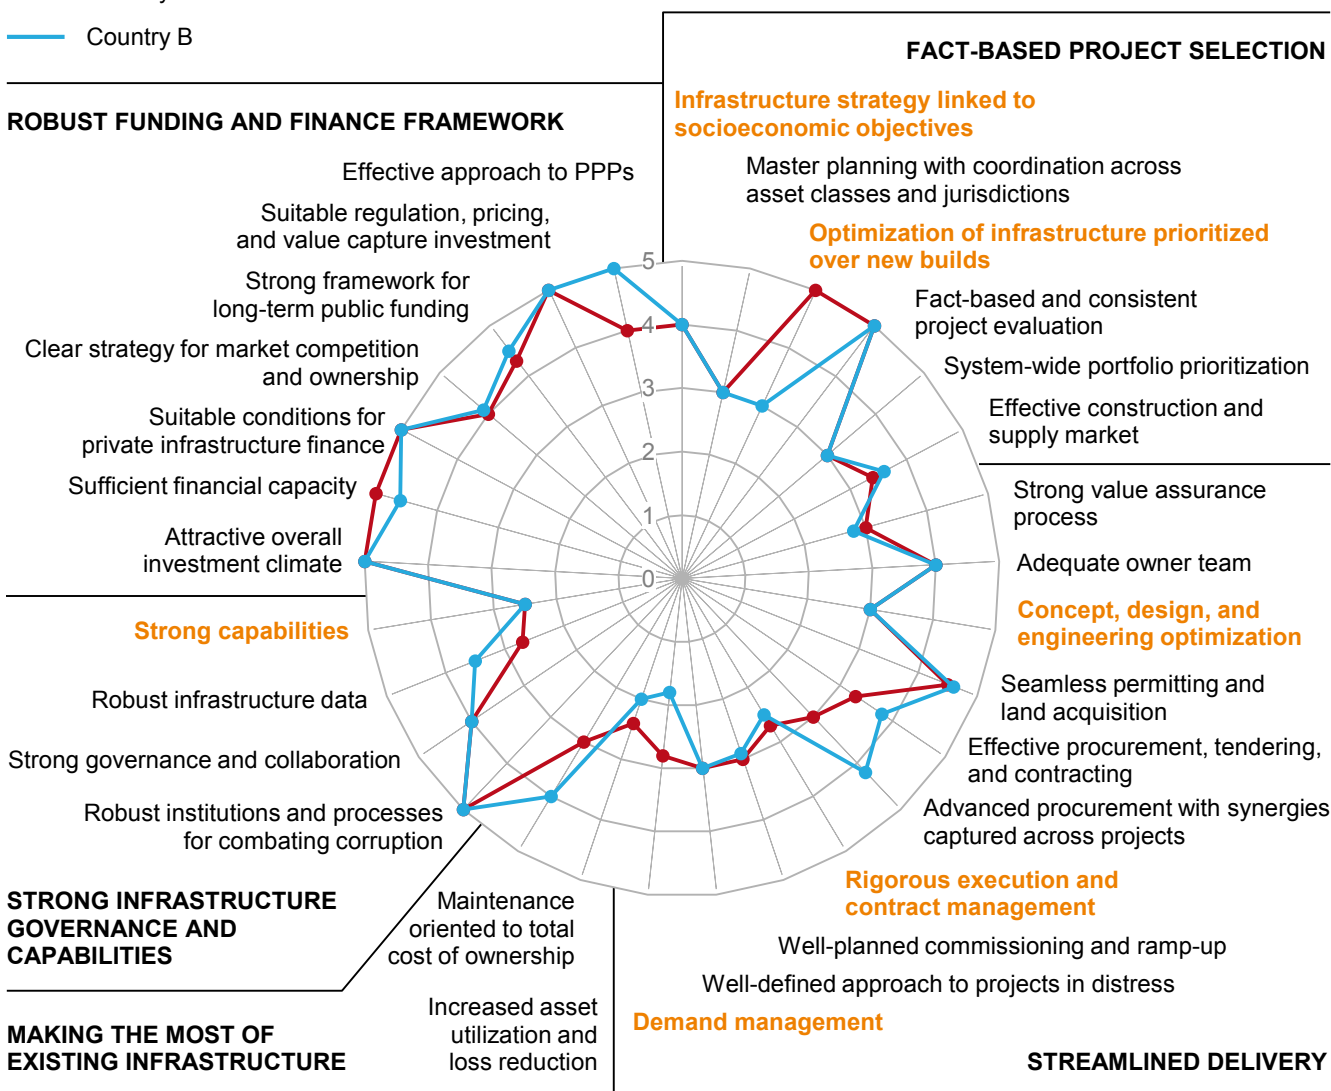 Country B
FACT-BASED PROJECT SELECTION
Infrastructure strategy linked to
socioeconomic objectives
Master planning with coordination across
asset classes and jurisdictions
Optimization of infrastructure prioritized
over new builds
Fact-based and consistent
project evaluation
System-wide portfolio prioritization
Effective construction and
supply market
ROBUST FUNDING AND FINANCE FRAMEWORK
Effective approach to PPPs
Suitable regulation, pricing,
and value capture investment
Strong framework for
long-term public funding
Clear strategy for market competition
and ownership
Suitable conditions for
private infrastructure finance
Sufficient financial capacity
Attractive overall
investment climate
5
4
3
2
1
0
Strong value assurance
process
Adequate owner team
Concept, design, and
engineering optimization
Seamless permitting and
land acquisition
Effective procurement, tendering,
and contracting
Advanced procurement with synergies
captured across projects
Rigorous execution and
contract management
Well-planned commissioning and ramp-up
Well-defined approach to projects in distress
Demand management
STREAMLINED DELIVERY
Strong capabilities
Robust infrastructure data
Strong governance and collaboration
Robust institutions and processes
for combating corruption
STRONG INFRASTRUCTURE
GOVERNANCE AND
CAPABILITIES
Maintenance
oriented to total
cost of ownership
Increased asset
utilization and
loss reduction
MAKING THE MOST OF
EXISTING INFRASTRUCTURE